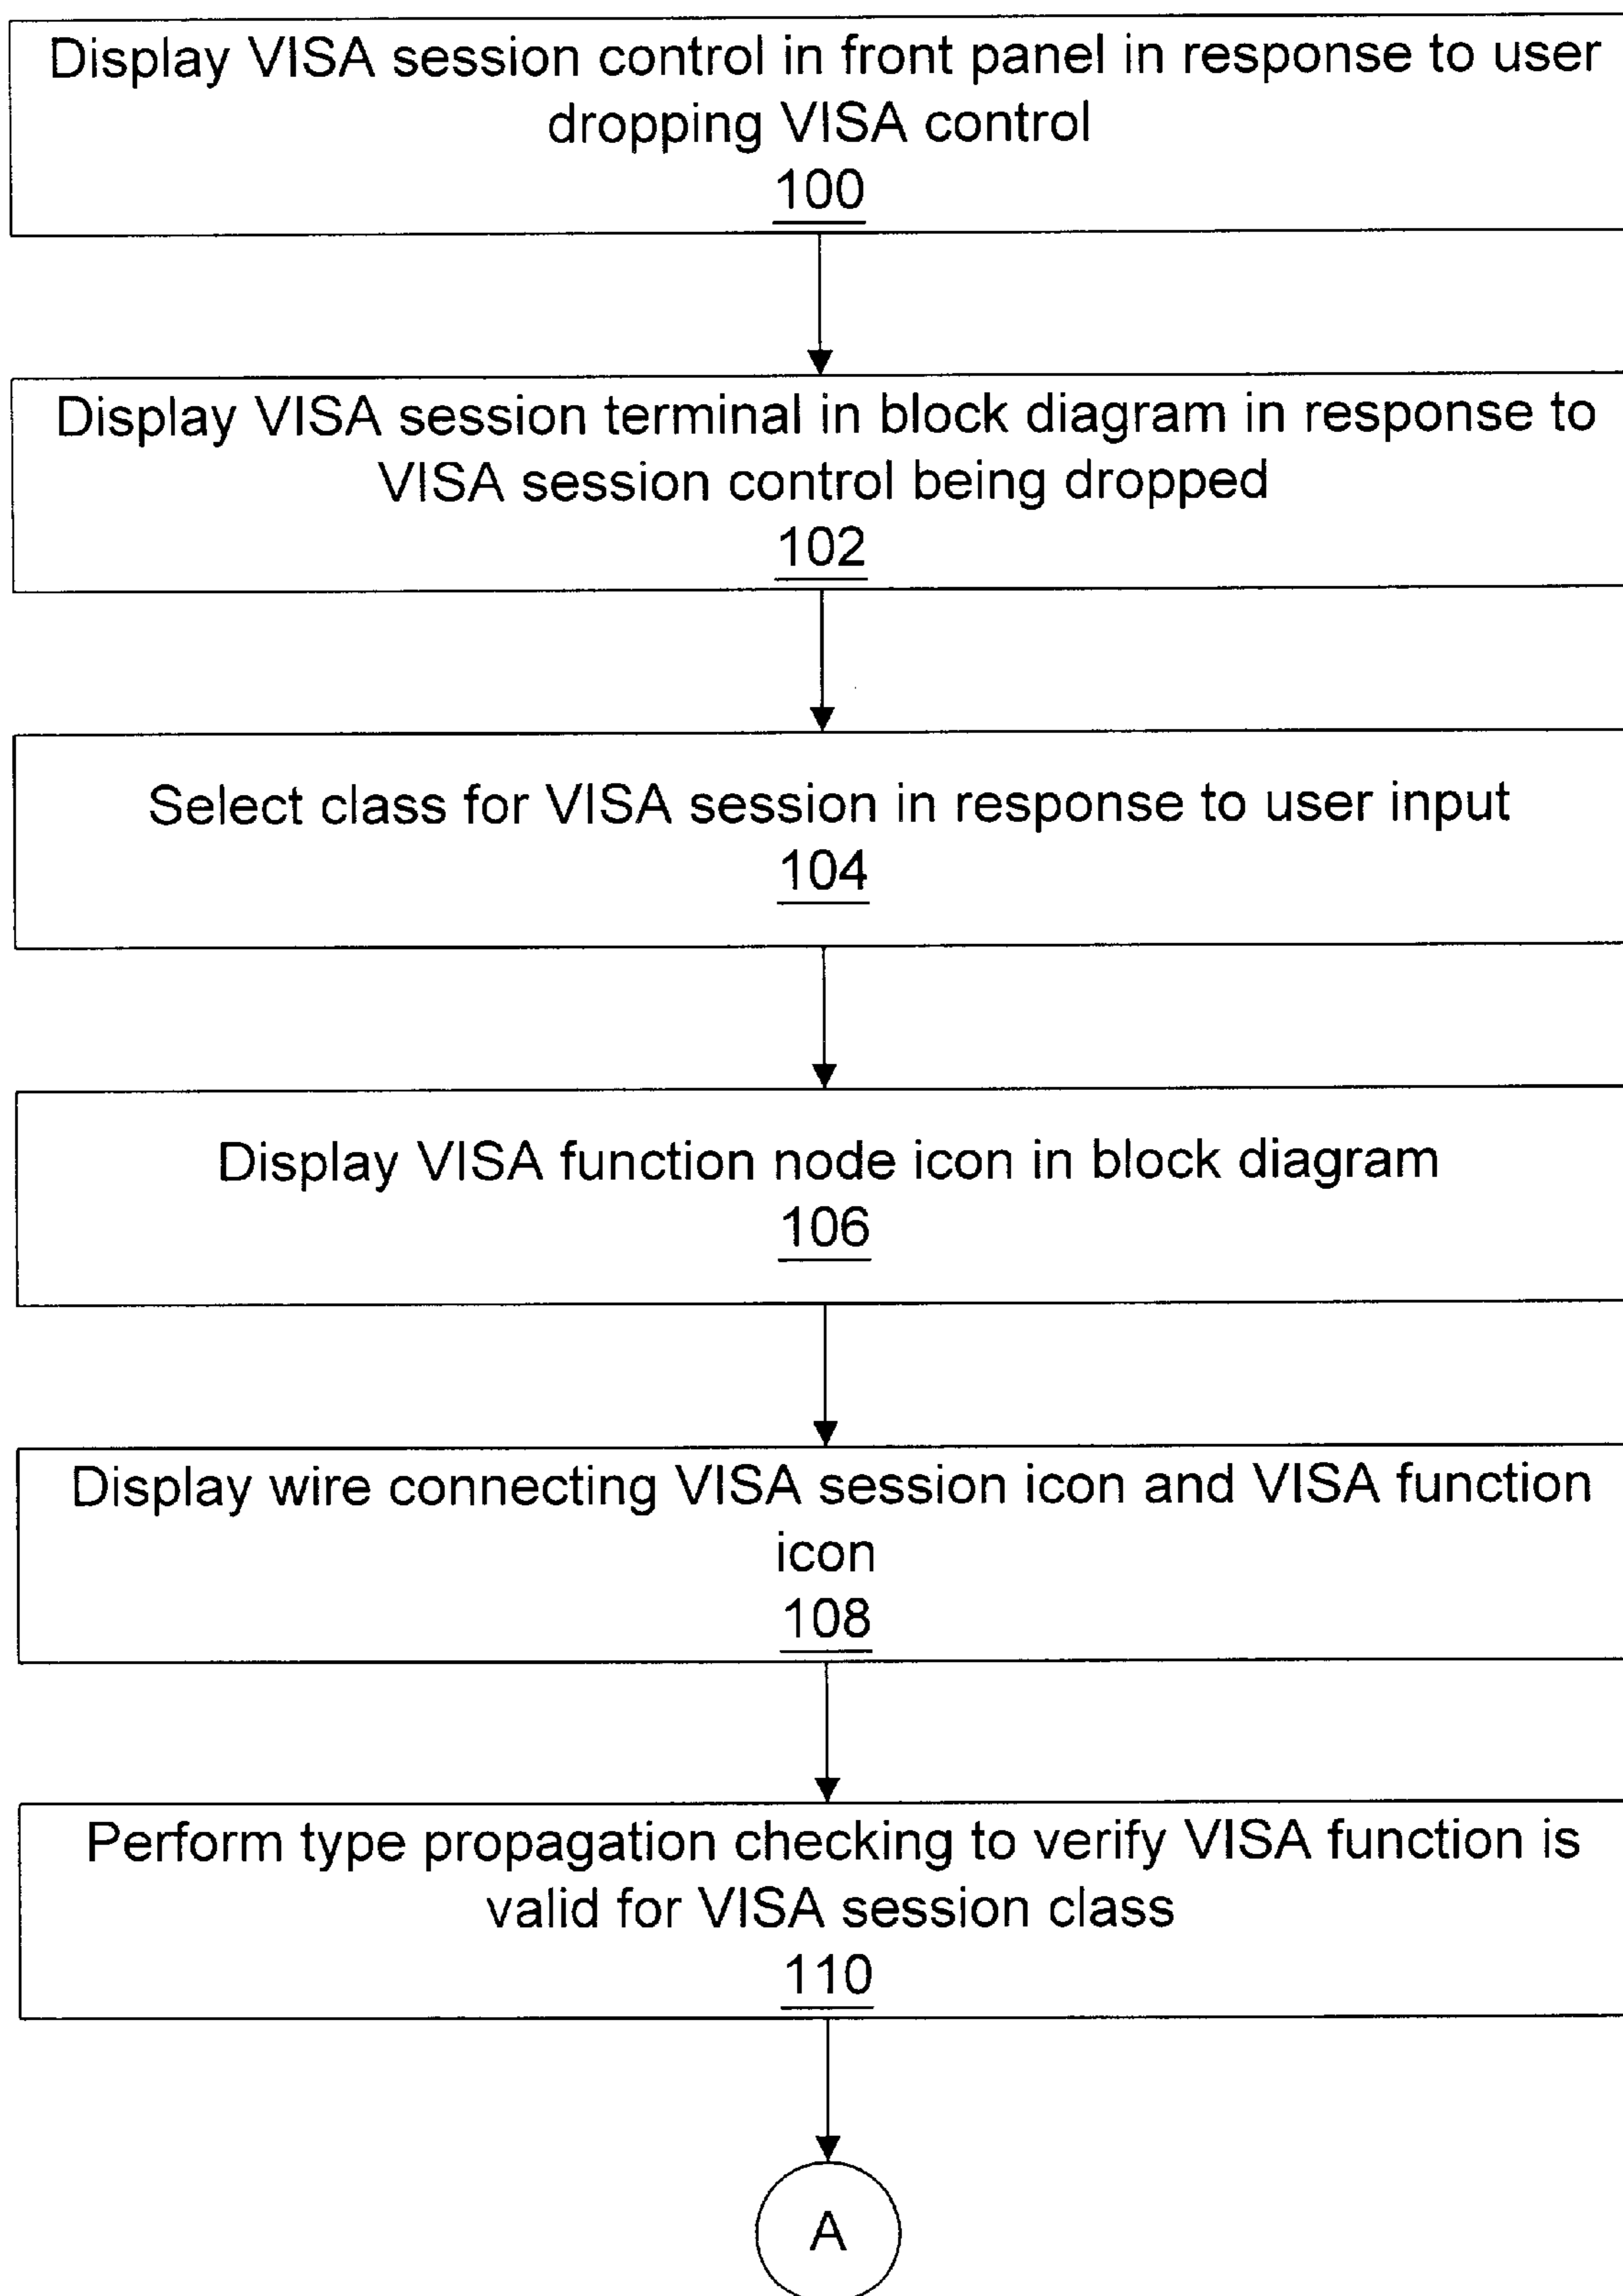 Display VISA session control in front panel in response to user
dropping VISA control
100
Display VISA session terminal in block diagram in response to
VISA session control being dropped
102
Select class for VISA session in response to user input
104
Display VISA function node icon in block diagram
106
Display wire connecting VISA session icon and VISA function
icon
108
Perform type propagation checking to verify VISA function is
valid for VISA session class
110
A